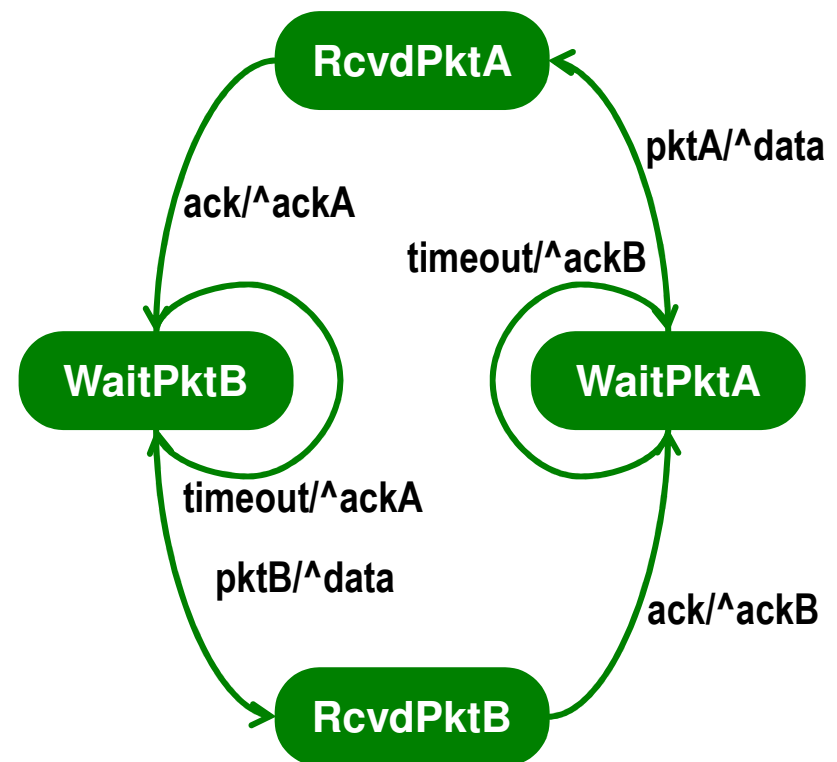 RcvdPktA
pktA/^data
ack/^ackA
timeout/^ackB
WaitPktB
WaitPktA
timeout/^ackA
pktB/^data
ack/^ackB
RcvdPktB